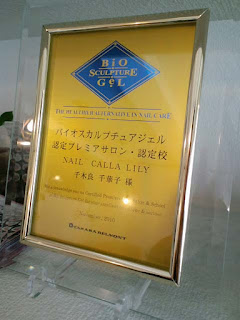 BIO
SCULPTURE
GEL
THE HEALTHFUL ALTERNATIVE IN NAIL CARE
バイオスカルプチュアジェル
認定プレミアサロン・認定校
NAIL CALLA LILY
千木良 千華子 様
TAKARA BELMONT